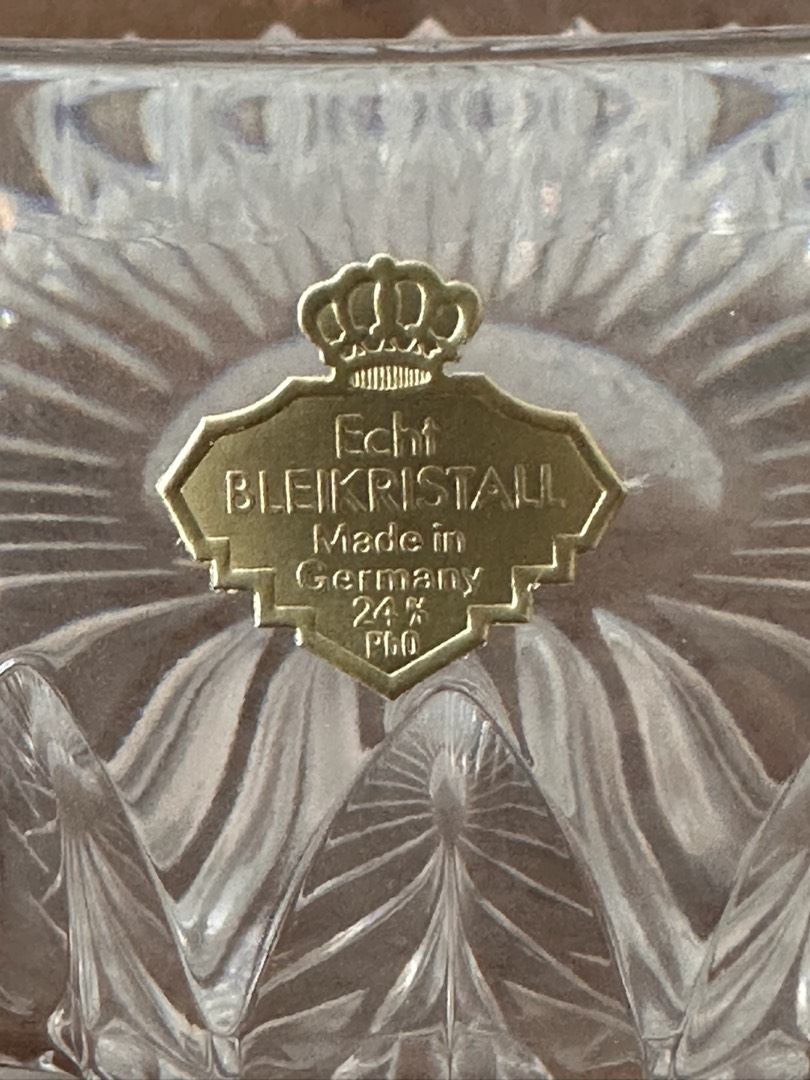 Echt
BLEIKRISTALL
Made in
Germany
24%
PbO